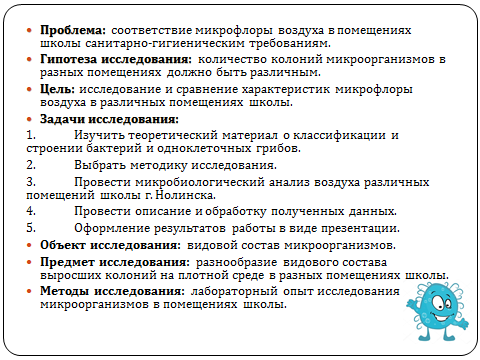 Проблема: соответствие микрофлоры воздуха в помещениях
школы санитарно-гигиеническим требованиям.
Гипотеза исследования: количество колоний микроорганизмов в
разных помещениях должно быть различным.
Цель: исследование и сравнение характеристик микрофлоры
воздуха в различных помещениях школы.
Задачи исследования:
1. Изучить теоретический материал о классификации и
строении бактерий и одноклеточных грибов.
2. Выбрать методику исследования.
3. Провести микробиологический анализ воздуха различных
помещений школы г. Нолинска.
4. Провести описание и обработку полученных данных.
5. Оформление результатов работы в виде презентации.
Объект исследования: видовой состав микроорганизмов.
Предмет исследования: разнообразие видового состава
выросших колоний на плотной среде в разных помещениях школы.
Методы исследования: лабораторный опыт исследования
микроорганизмов в помещениях школы.